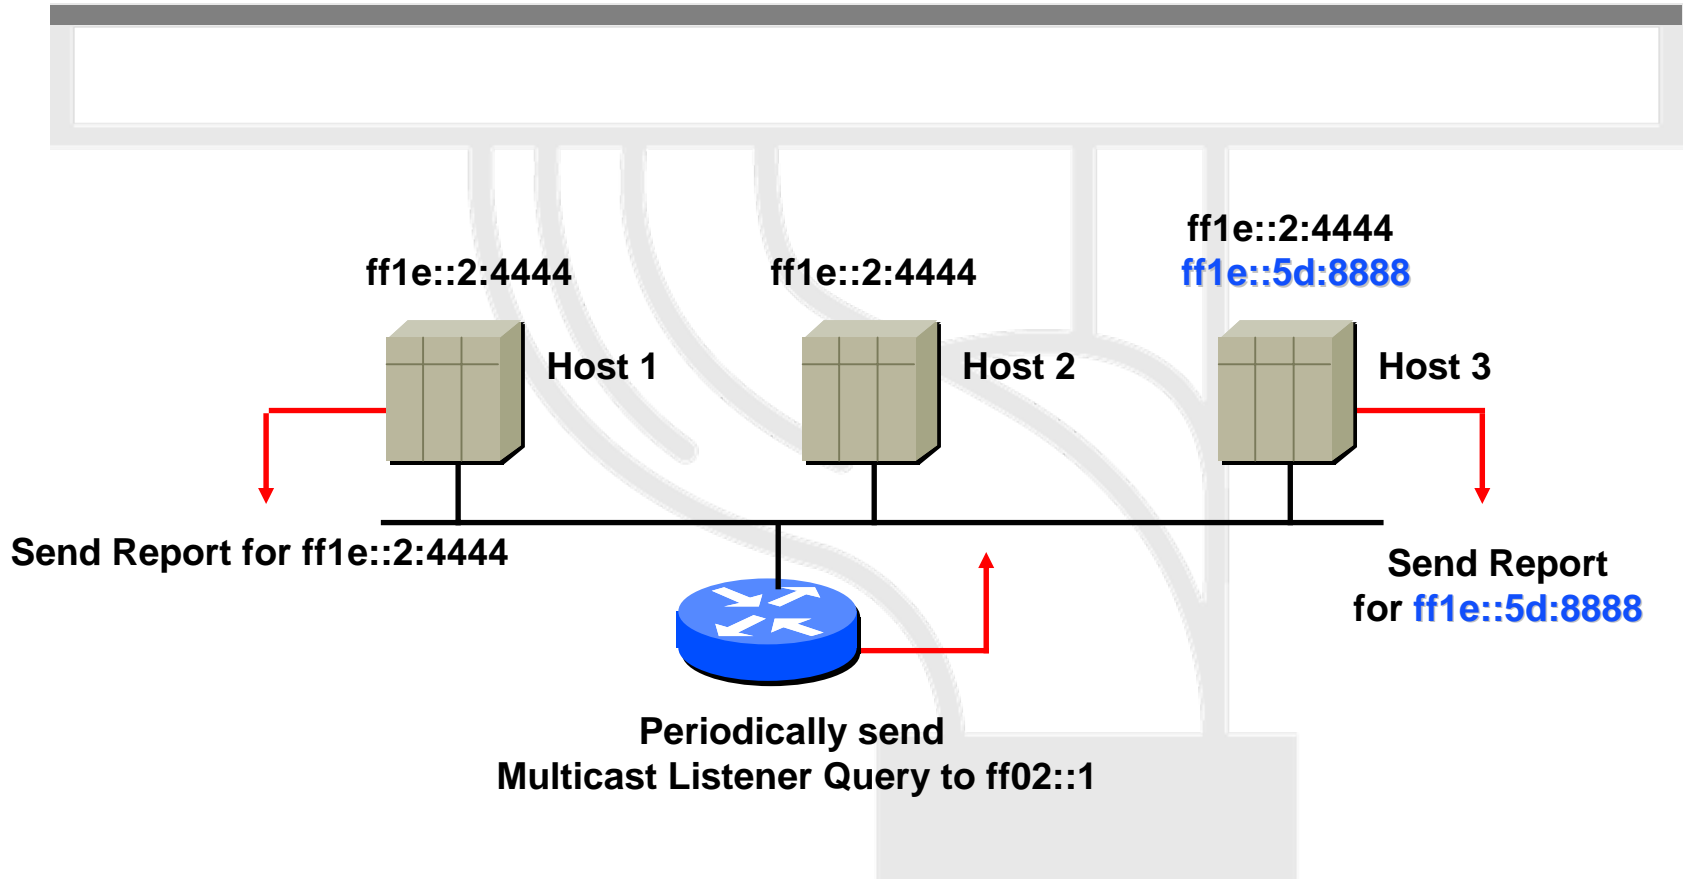 ff1e::2:4444
ff1e::2:4444
ff1e::2:4444
ff1e::5d:8888
Host 1
Host 2
Host 3
Send Report for ff1e::2:4444
Send Report
for ff1e::5d:8888
Periodically send
Multicast Listener Query to ff02::1